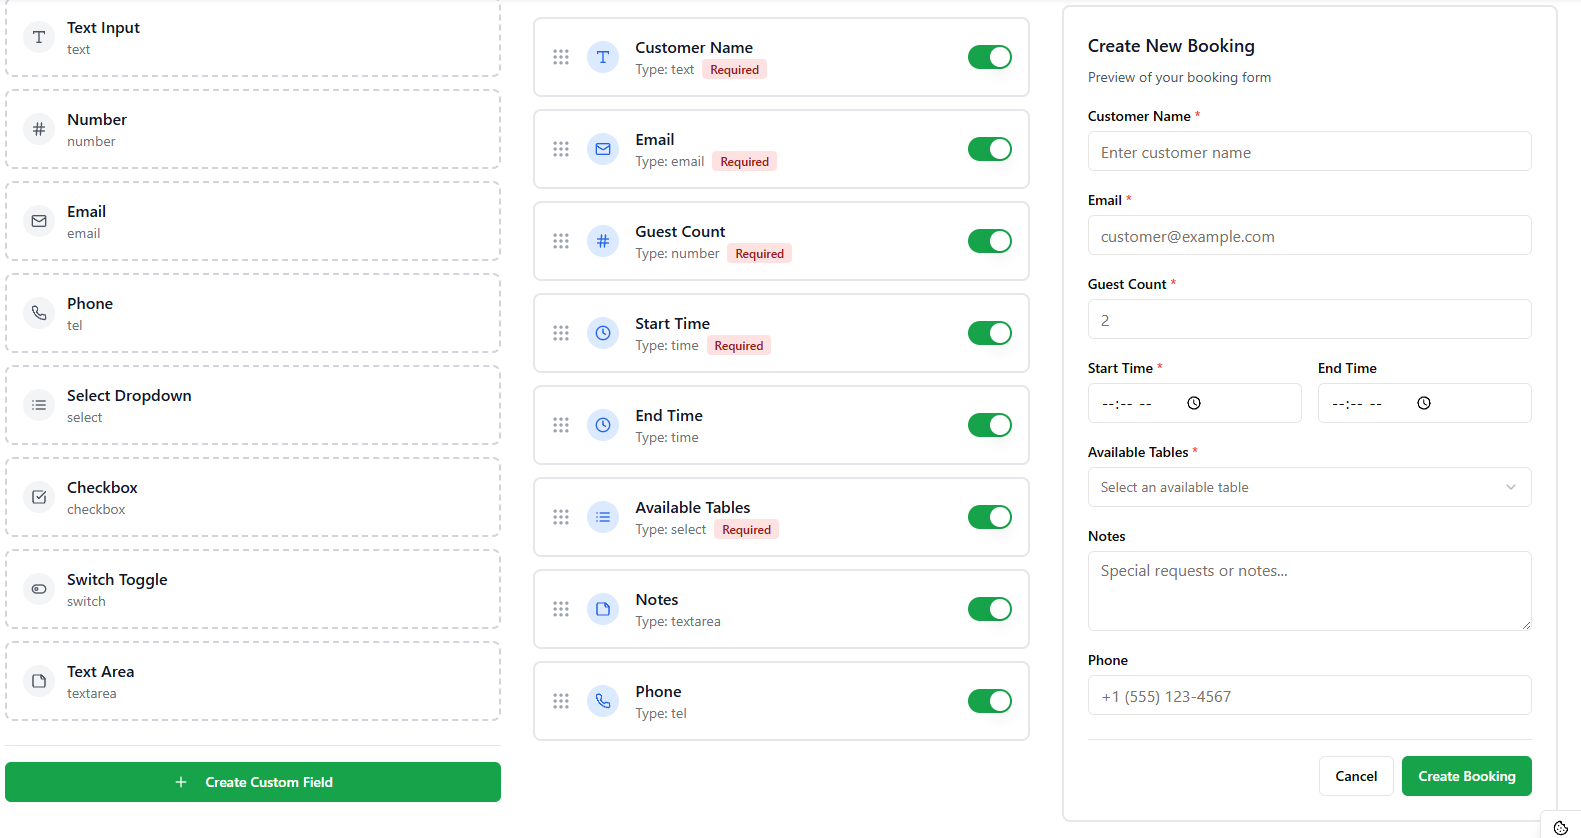 Text Input
text
Number
number
Email
email
Phone
tel
Select Dropdown
select
Checkbox
checkbox
Switch Toggle
switch
Text Area
textarea
Create Custom Field
Customer Name
Type: text Required
Email
Type: email Required
Guest Count
Type: number Required
Start Time
Type: time Required
End Time
Type: time
Available Tables
Type: select Required
Notes
Type: textarea
Phone
Type: tel
Create New Booking
Preview of your booking form
Customer Name *
Enter customer name
Email *
customer@example.com
Guest Count *
2
Start Time * End Time
--:-- -- --:-- --
Available Tables *
Select an available table
Notes
Special requests or notes...
Phone
+1 (555) 123-4567
Cancel Create Booking